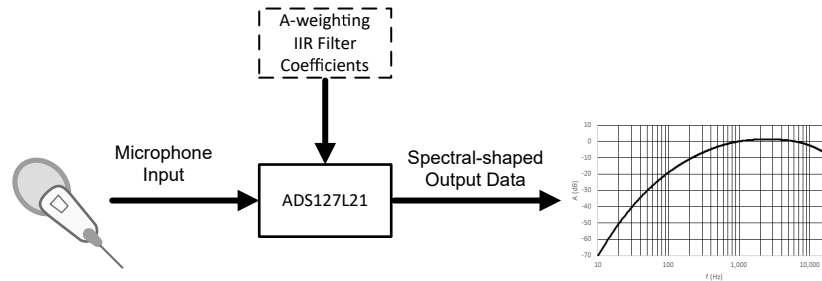 A-weighting
IIR Filter
Coefficients
Microphone
Input
ADS127L21
Spectral-shaped
Output Data
10
0
-10
-20
-30
-40
-50
-60
-70
A (dB)
10
100
1,000
10,000
f (Hz)